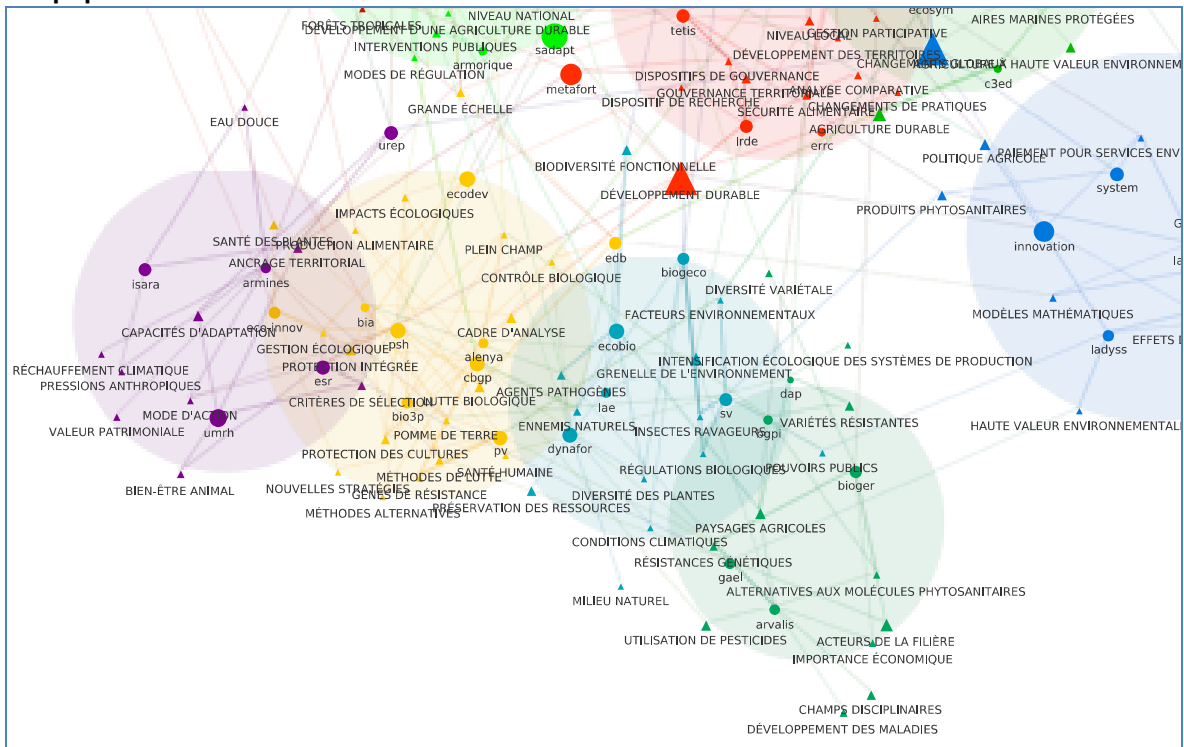 ecosym
NIVEAU NATIONAL
AIRES MARINES PROTÉGÉES
FORÊTS TROPICALES
DÉVELOPPEMENT D'UNE AGRICULTURE DURABLE
tetis
NIVEAU LOCAL
GESTION PARTICIPATIVE
INTERVENTIONS PUBLIQUES
sadapt
armorique
DÉVELOPPEMENT DES TERRITOIRES
CHANGEMENTS GLOBAUX
HAUTE VALEUR ENVIRONNEM
MODES DE RÉGULATION
metafort
DISPOSITIFS DE GOUVERNANCE
c3ed
GOUVERNANCE TERRITORIALE
ANALYSE COMPARATIVE
DISPOSITIF DE RECHERCHE
GRANDE ÉCHELLE
SÉCURITÉ ALIMENTAIRE
CHANGEMENTS DE PRATIQUES
EAU DOUCE
AGRICULTURE DURABLE
urep
lrde
errc
BIODIVERSITÉ FONCTIONNELLE
POLITIQUE AGRICOLE
PAIEMENT POUR SERVICES ENV
ecodev
DÉVELOPPEMENT DURABLE
system
IMPACTS ÉCOLOGIQUES
PRODUITS PHYTOSANITAIRES
SANTÉ DES PLANTES
PRODUCTION ALIMENTAIRE
PLEIN CHAMP
edb
innovation
ANCRAGE TERRITORIAL
biogeco
isara
armines
CONTRÔLE BIOLOGIQUE
DIVERSITÉ VARIÉTALE
FACTEURS ENVIRONNEMENTAUX
MODÈLES MATHÉMATIQUES
CAPACITÉS D'ADAPTATION
eco-innov
bia
psh
CADRE D'ANALYSE
ecobio
ladyss
EFFETS D
GESTION ÉCOLOGIQUE
alenya
INTENSIFICATION ÉCOLOGIQUE DES SYSTÈMES DE PRODUCTION
RÉCHAUFFEMENT CLIMATIQUE
PROTECTION INTÉGRÉE
GRENELLE DE L'ENVIRONNEMENT
PRESSIONS ANTHROPIQUES
esr
cbgp
AGENTS PATHOGÈNES
dap
MODE D'ACTION
CRITÈRES DE SÉLECTION
LUTTE BIOLOGIQUE
lae
sv
bio3p
VALEUR PATRIMONIALE
umrh
POMME DE TERRE
ENNEMIS NATURELS
INSECTES RAVAGEURS
bgpi
VARIÉTÉS RÉSISTANTES
HAUTE VALEUR ENVIRONNEMENTALE
PROTECTION DES CULTURES
pv
dynafor
SANTÉ HUMAINE
RÉGULATIONS BIOLOGIQUES
POUVOIRS PUBLICS
BIEN-ÊTRE ANIMAL
NOUVELLES STRATÉGIES
MÉTHODES DE LUTTE
bioger
GÈNES DE RÉSISTANCE
DIVERSITÉ DES PLANTES
MÉTHODES ALTERNATIVES
PRÉSERVATION DES RESSOURCES
PAYSAGES AGRICOLES
CONDITIONS CLIMATIQUES
RÉSISTANCES GÉNÉTIQUES
gael
MILIEU NATUREL
ALTERNATIVES AUX MOLÉCULES PHYTOSANITAIRES
arvalis
UTILISATION DE PESTICIDES
ACTEURS DE LA FILIÈRE
IMPORTANCE ÉCONOMIQUE
CHAMPS DISCIPLINAIRES
DÉVELOPPEMENT DES MALADIES